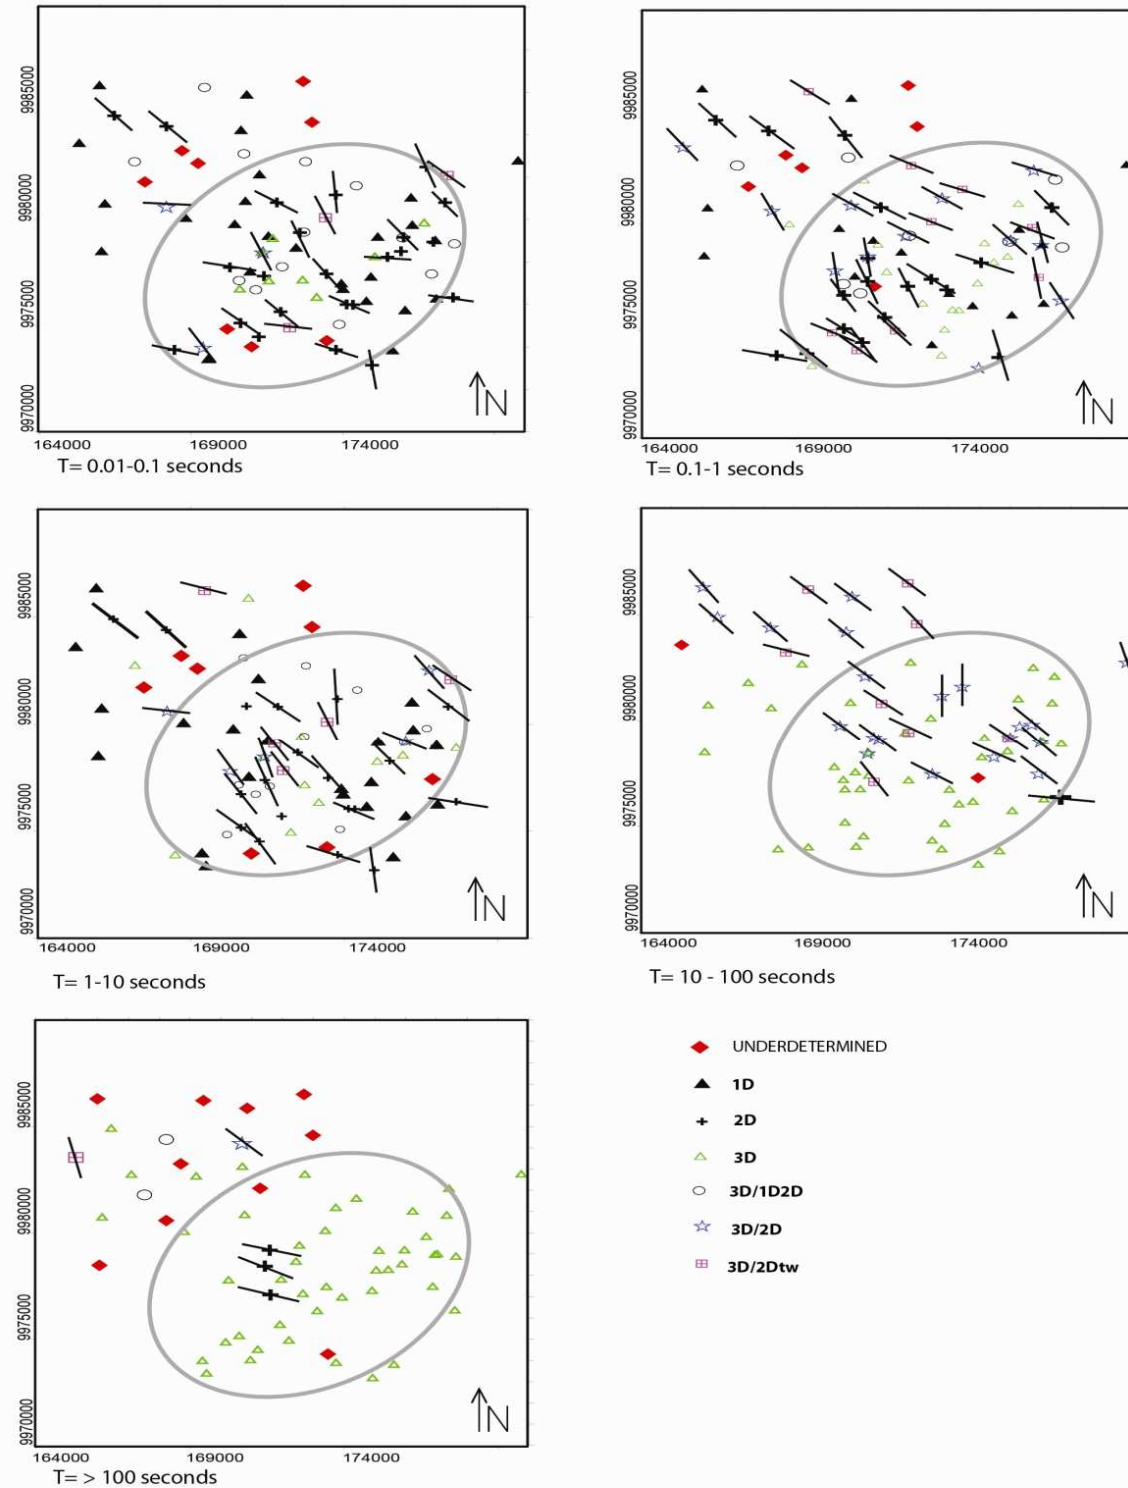 9985000
9980000
9975000
9970000
164000 169000 174000
N
T= 0.01-0.1 seconds
9985000
9980000
9975000
9970000
164000 169000 174000
N
T= 0.1-1 seconds
9985000
9980000
9975000
9970000
164000 169000 174000
N
T= 1-10 seconds
9985000
9980000
9975000
9970000
164000 169000 174000
N
T= 10 - 100 seconds
9985000
9980000
9975000
9970000
164000 169000 174000
N
T= > 100 seconds
UNDERDETERMINED
1D
2D
3D
3D/1D2D
3D/2D
3D/2Dtw